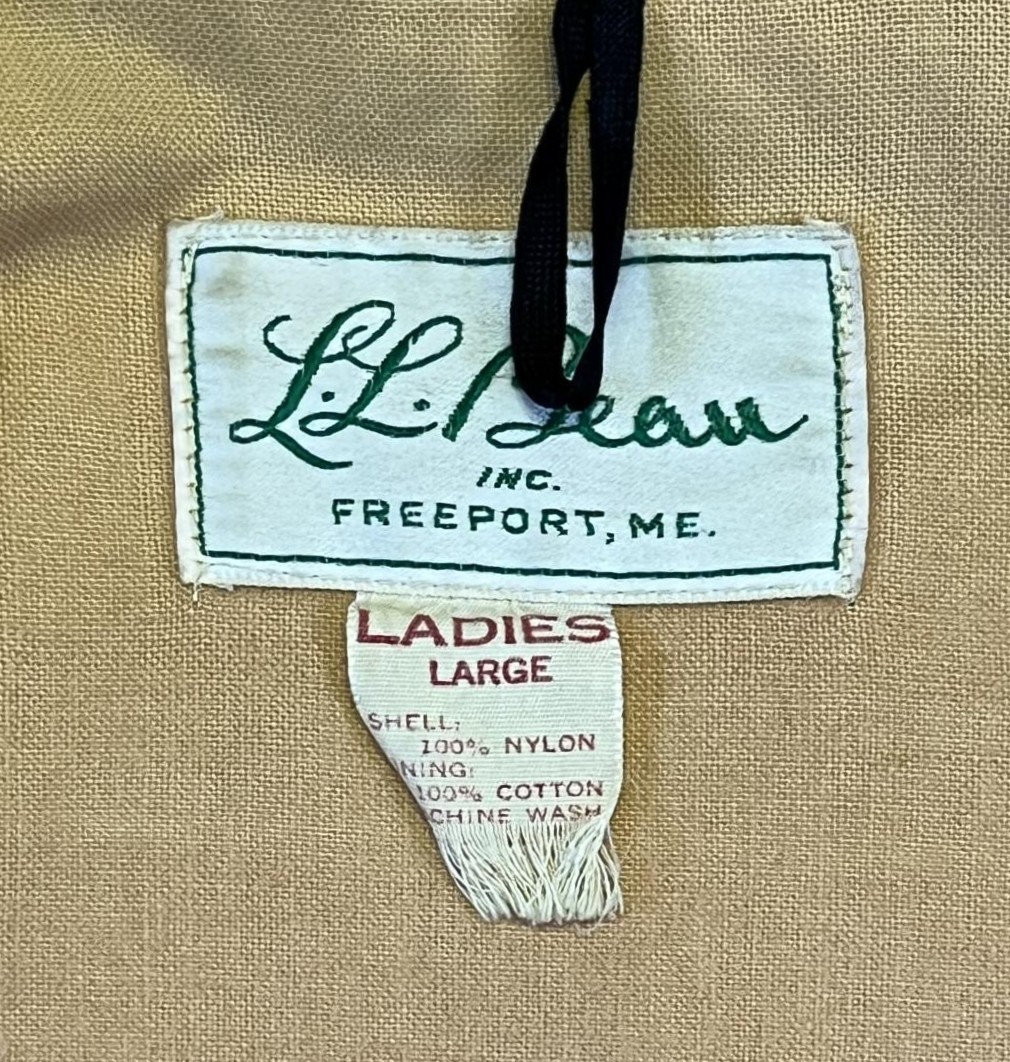 L.L. Bean
INC.
FREEPORT, ME.
LADIES
LARGE
SHELL:
100% NYLON
NING:
100% COTTON
CHINE WASH